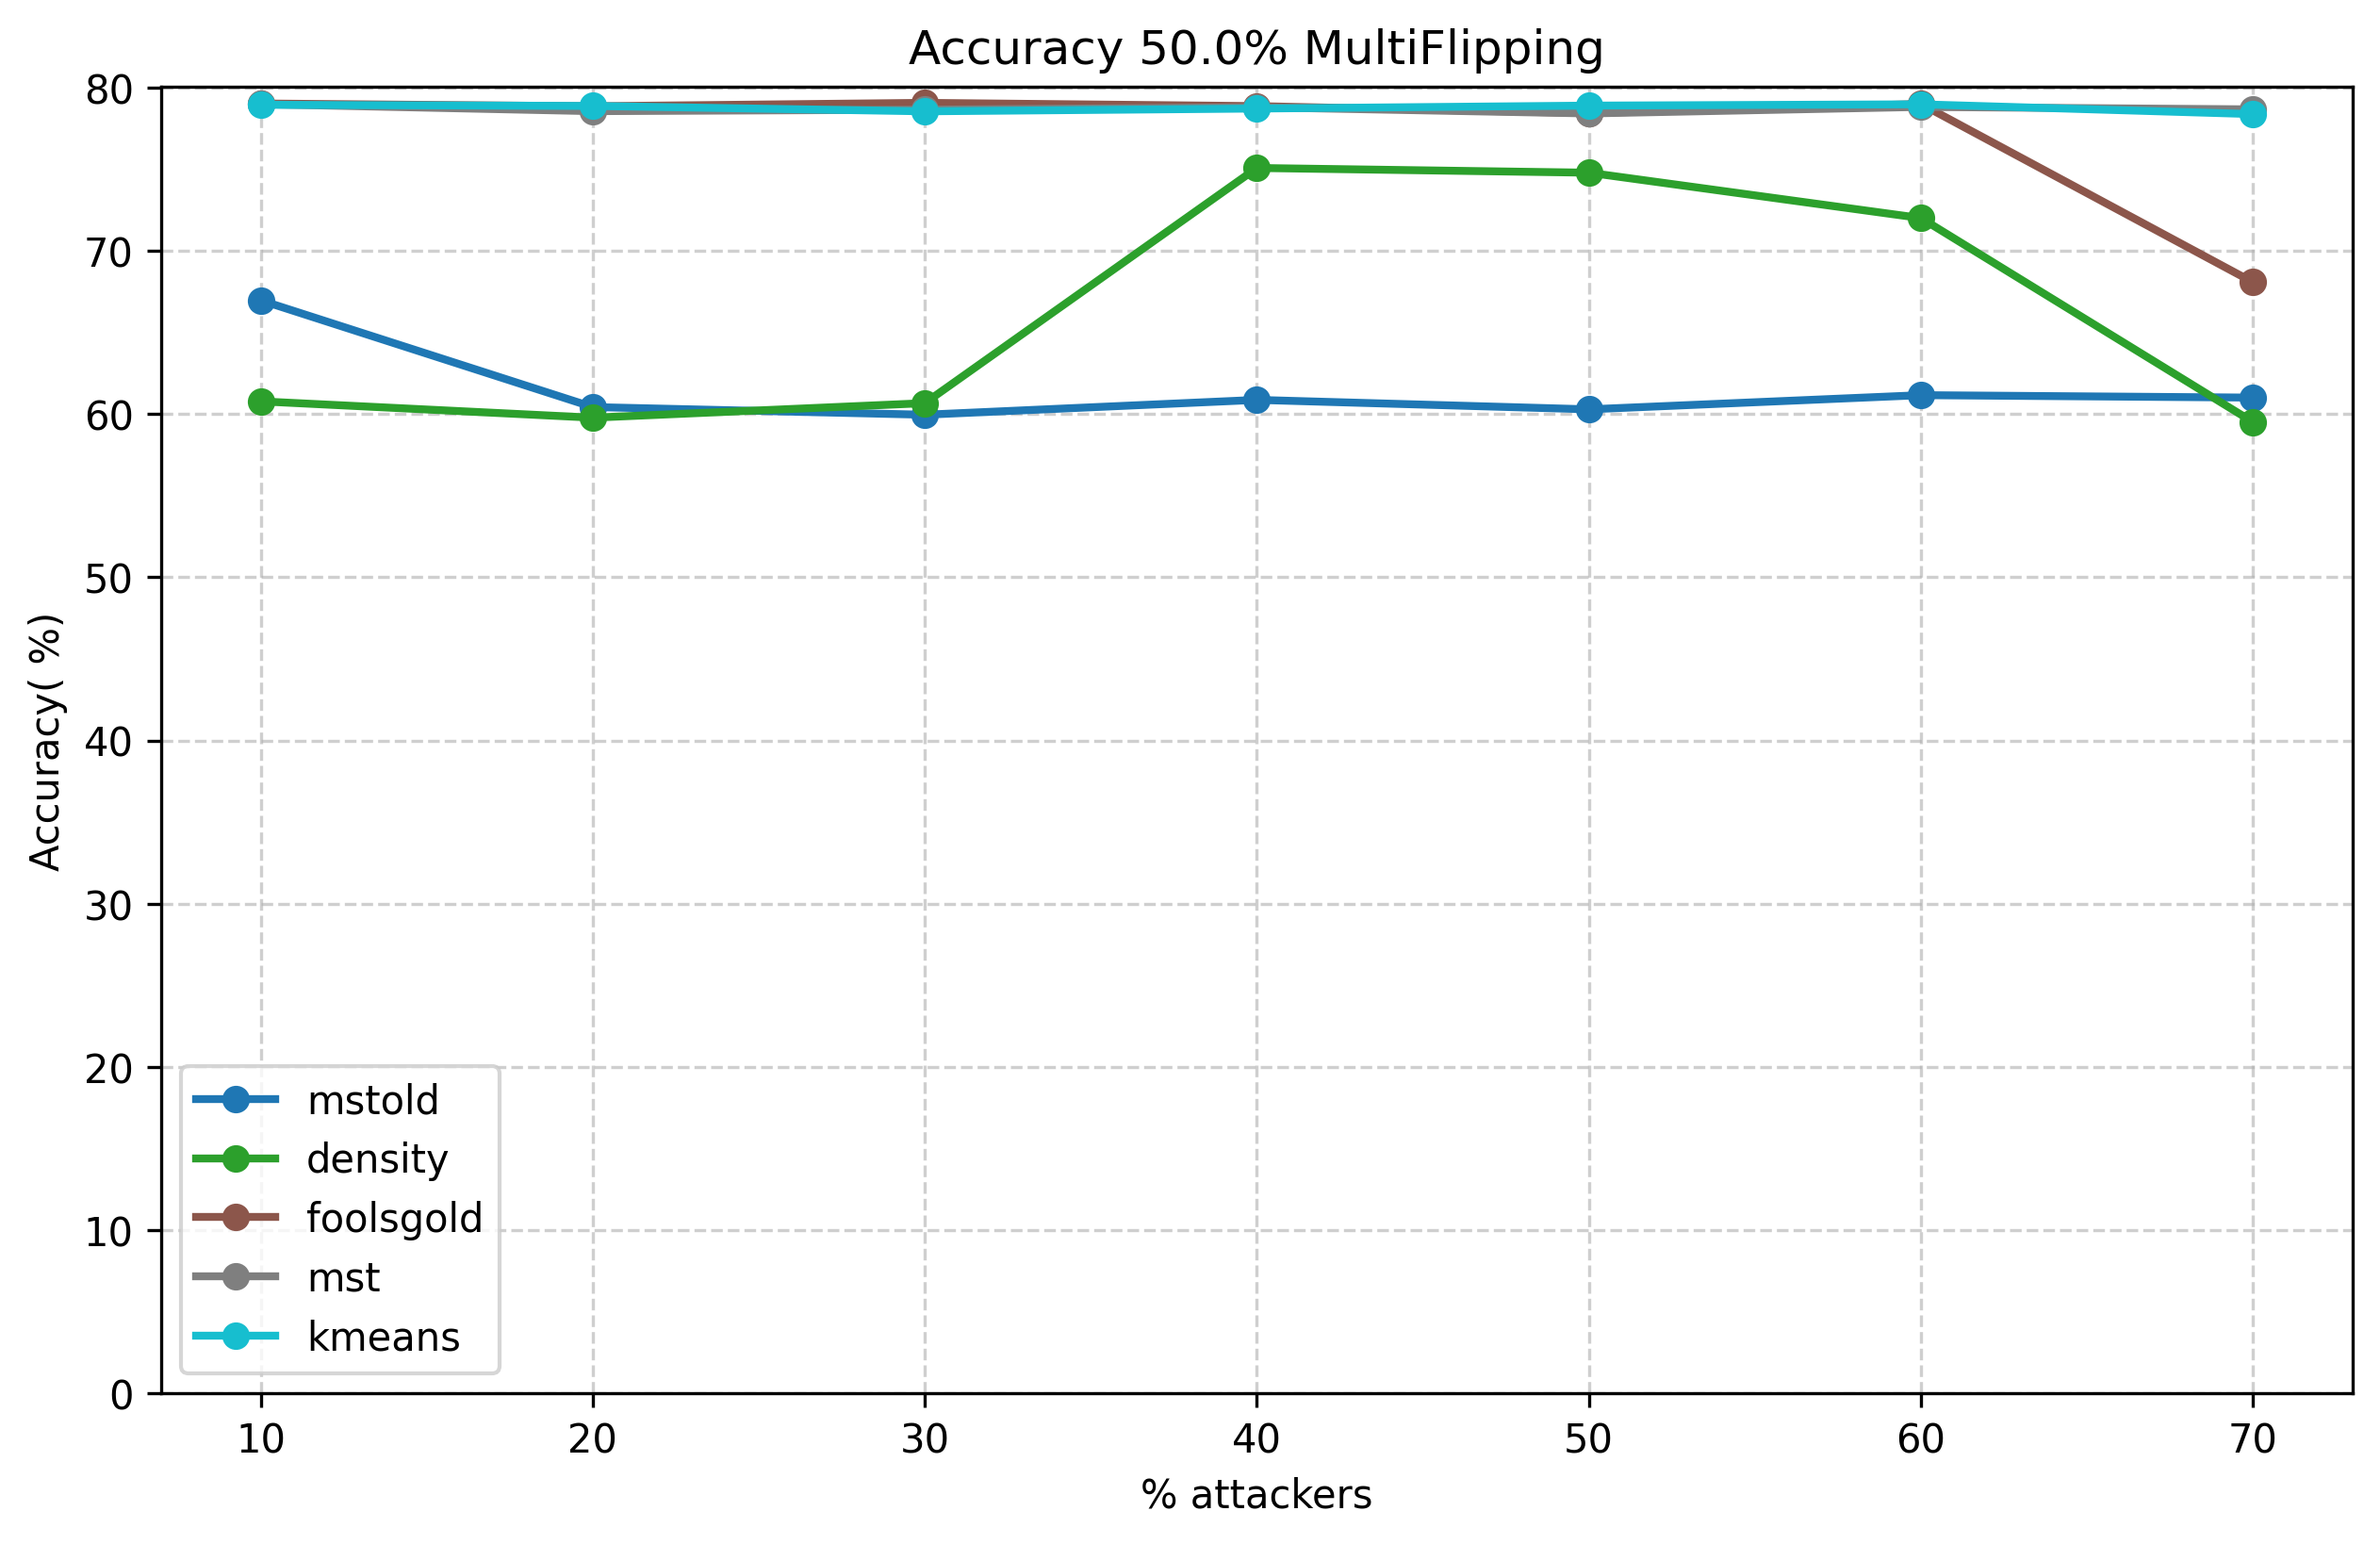 Accuracy 50.0% MultiFlipping
80
70
60
50
40
30
20
10
0
Accuracy( %)
mstold
density
foolsgold
mst
kmeans
10 20 30 40 50 60 70
% attackers